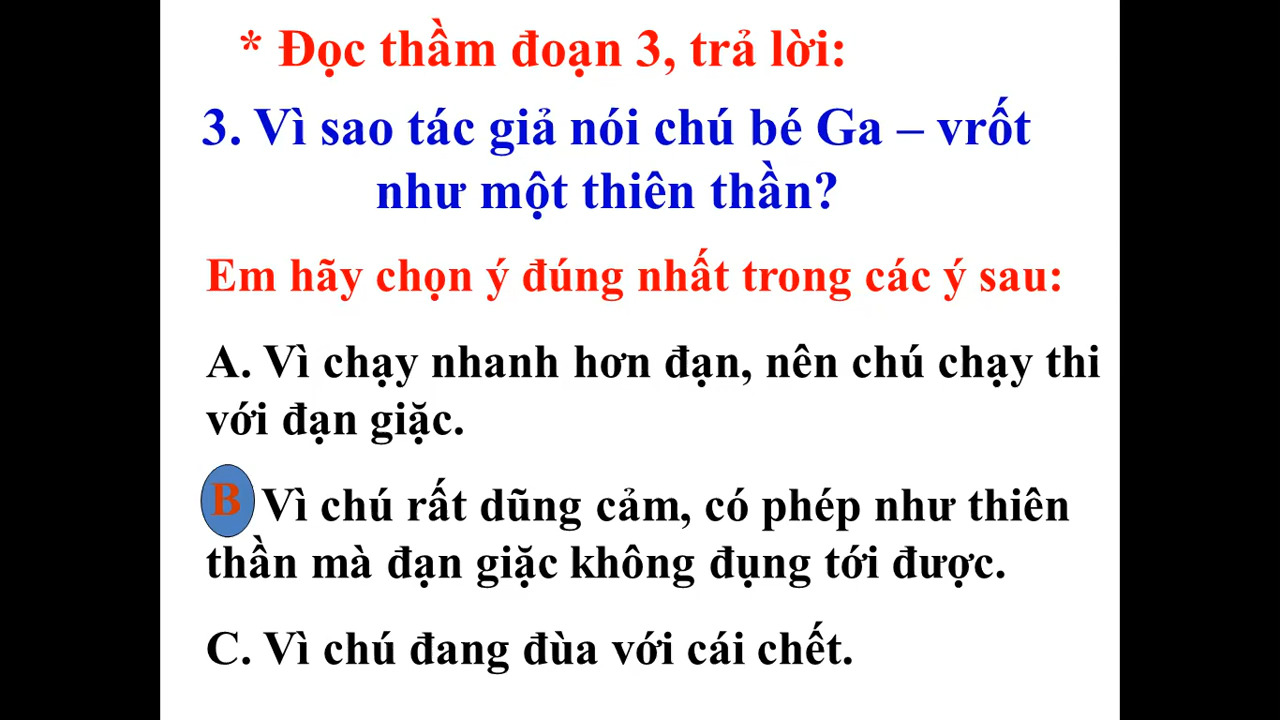 * Đọc thầm đoạn 3, trả lời:
3. Vì sao tác giả nói chú bé Ga – vrốt
như một thiên thần?
Em hãy chọn ý đúng nhất trong các ý sau:
A. Vì chạy nhanh hơn đạn, nên chú chạy thi
với đạn giặc.
B Vì chú rất dũng cảm, có phép như thiên
thần mà đạn giặc không đụng tới được.
C. Vì chú đang đùa với cái chết.